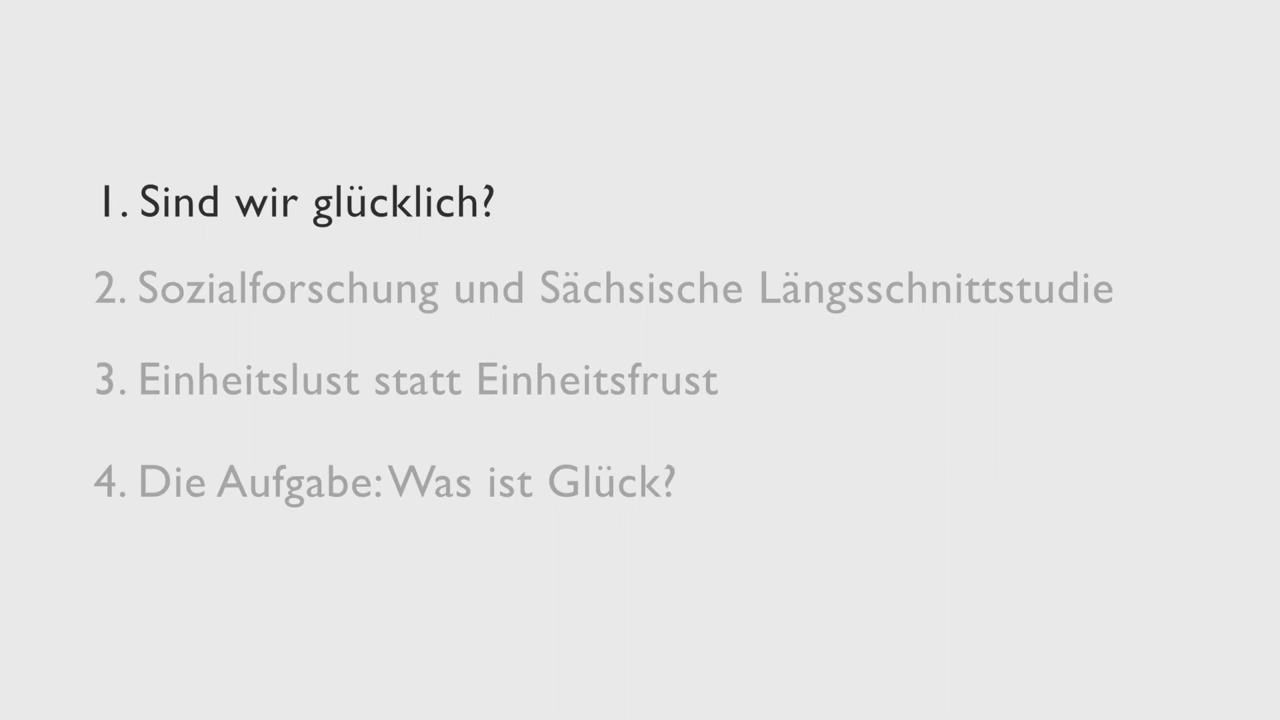 1. Sind wir glücklich?
2. Sozialforschung und Sächsische Längsschnittstudie
3. Einheitslust statt Einheitsfrust
4. Die Aufgabe: Was ist Glück?